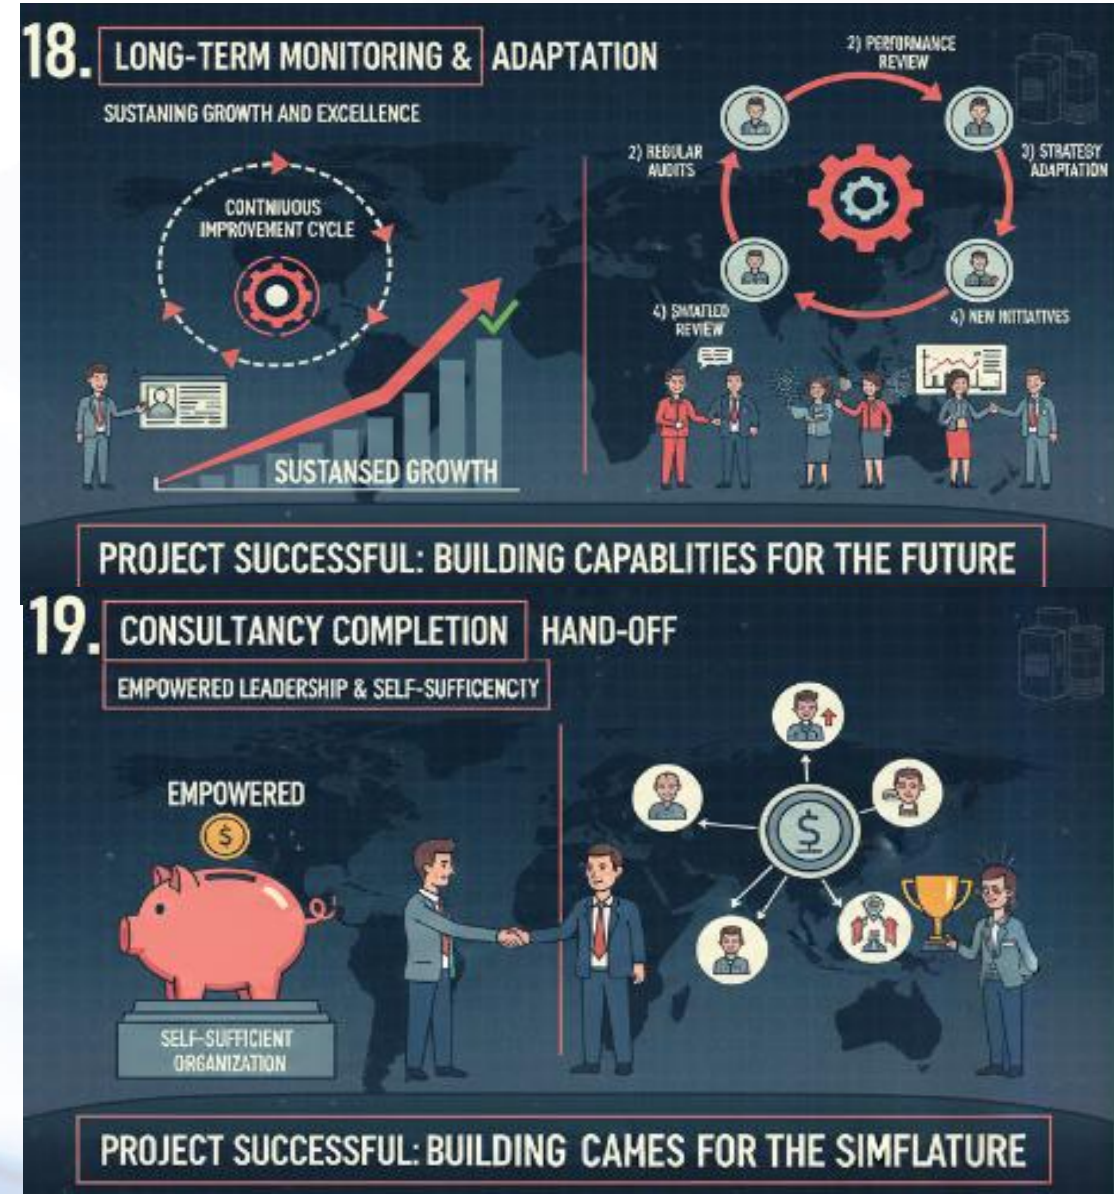 18. LONG-TERM MONITORING & ADAPTATION
SUSTANING GROWTH AND EXCELLENCE
CONTNIUOUS
IMPROVEMENT CYCLE
SUSTANSED GROWTH
2) PERFORMANCE
REVIEW
2) REGULAR
AUDITS
3) STRATEGY
ADAPTATION
4)
REVIEW
4) NEW INITIATIVES
PROJECT SUCCESSFUL: BUILDING CAPABLITIES FOR THE FUTURE
19. CONSULTANCY COMPLETION HAND-OFF
EMPOWERED LEADERSHIP & SELF-SUFFICENCTY
EMPOWERED
$
SELF-SUFFICIENT
ORGANIZATION
$
PROJECT SUCCESSFUL: BUILDING CAMES FOR THE SIMFLATURE